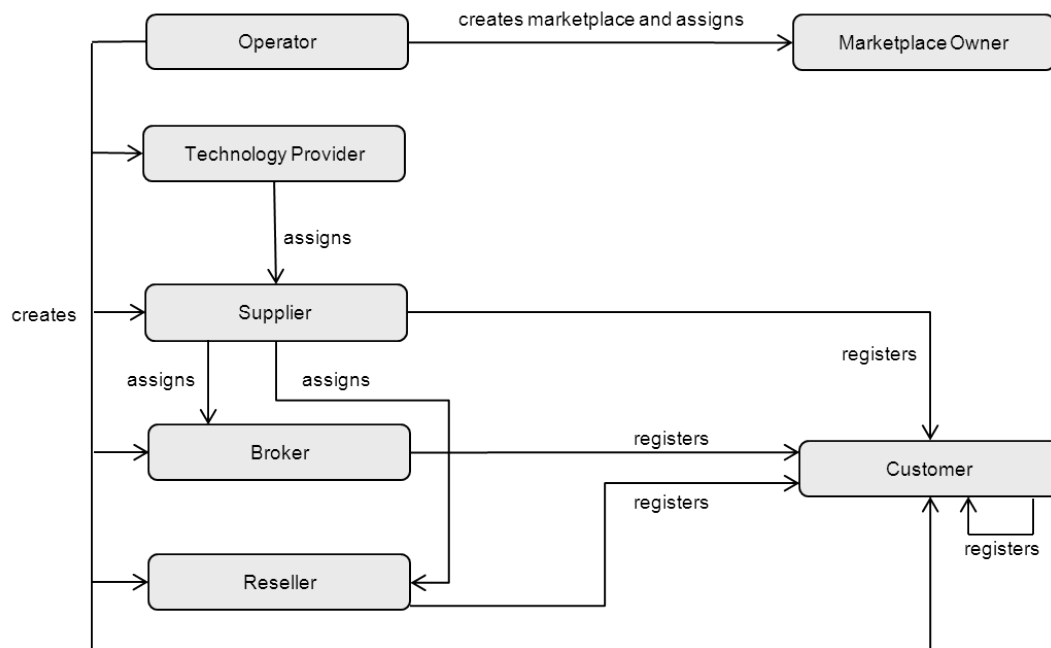 creates marketplace and assigns
Operator
Marketplace Owner
Technology Provider
assigns
creates
Supplier
registers
assigns
assigns
Broker
registers
Customer
registers
registers
Reseller